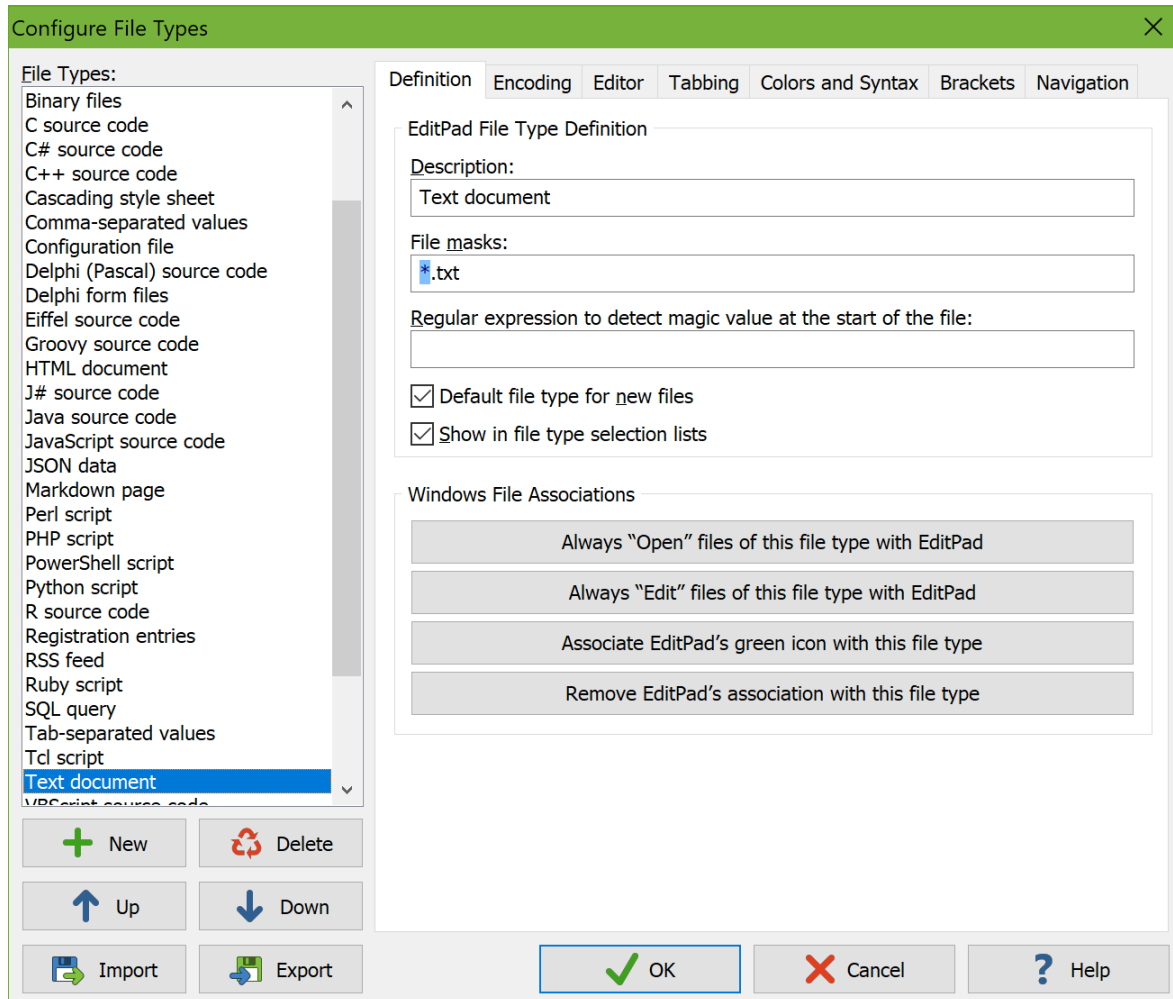 Configure File Types
File Types:
Binary files
C source code
C# source code
C++ source code
Cascading style sheet
Comma-separated values
Configuration file
Delphi (Pascal) source code
Delphi form files
Eiffel source code
Groovy source code
HTML document
J# source code
Java source code
JavaScript source code
JSON data
Markdown page
Perl script
PHP script
PowerShell script
Python script
R source code
Registration entries
RSS feed
Ruby script
SQL query
Tab-separated values
Tcl script
Text document
VBScript source code
New Delete
Up Down
Import Export
Definition Encoding Editor Tabbing Colors and Syntax Brackets Navigation
EditPad File Type Definition
Description:
Text document
File masks:
*.txt
Regular expression to detect magic value at the start of the file:
Default file type for new files
Show in file type selection lists
Windows File Associations
Always “Open” files of this file type with EditPad
Always “Edit” files of this file type with EditPad
Associate EditPad’s green icon with this file type
Remove EditPad’s association with this file type
OK Cancel Help